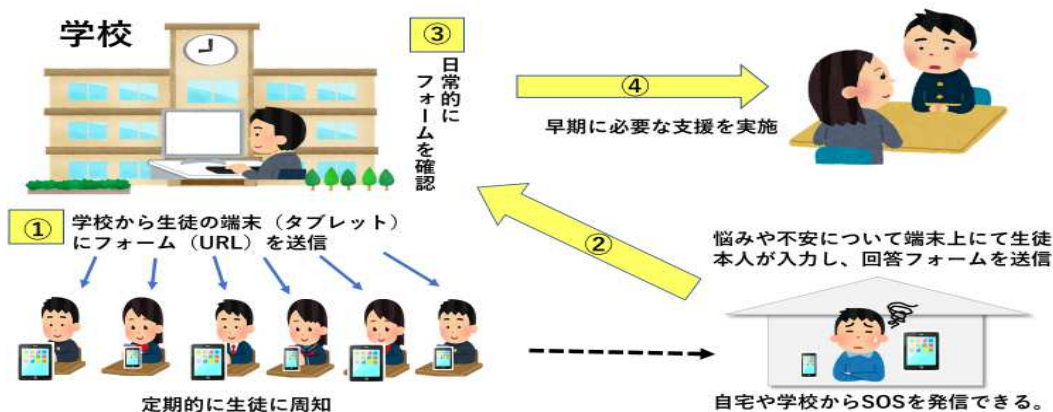 学校
③
日常的に
フォームを確認
④
早期に必要な支援を実施
①
学校から生徒の端末（タブレット）
にフォーム（URL）を送信
②
悩みや不安について端末上にて生徒
本人が入力し、回答フォームを送信
定期的に生徒に周知
自宅や学校からSOSを発信できる。